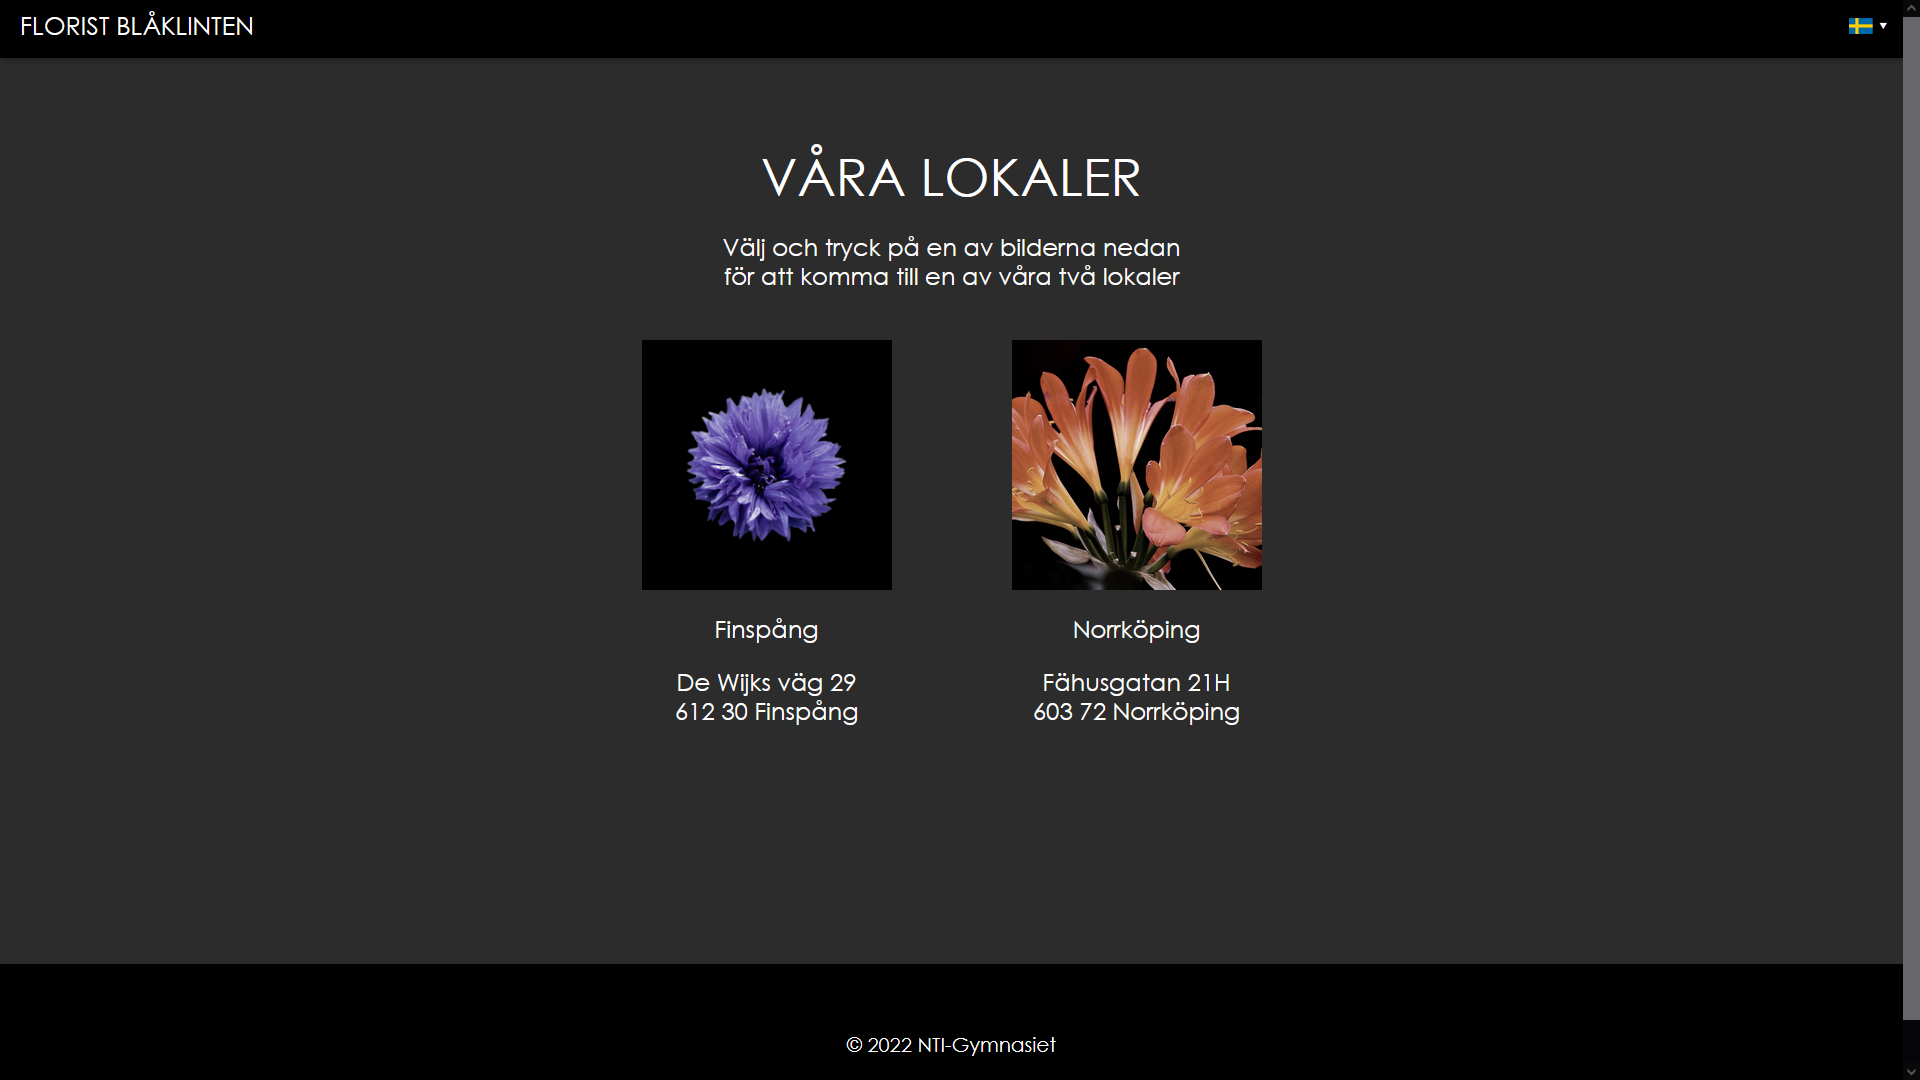 FLORIST BLÅKLINTEN
VÅRA LOKALER
Välj och tryck på en av bilderna nedan
för att komma till en av våra två lokaler
Finspång
De Wijks väg 29
612 30 Finspång
Norrköping
Fähusgatan 21H
603 72 Norrköping
© 2022 NTI-Gymnasiet